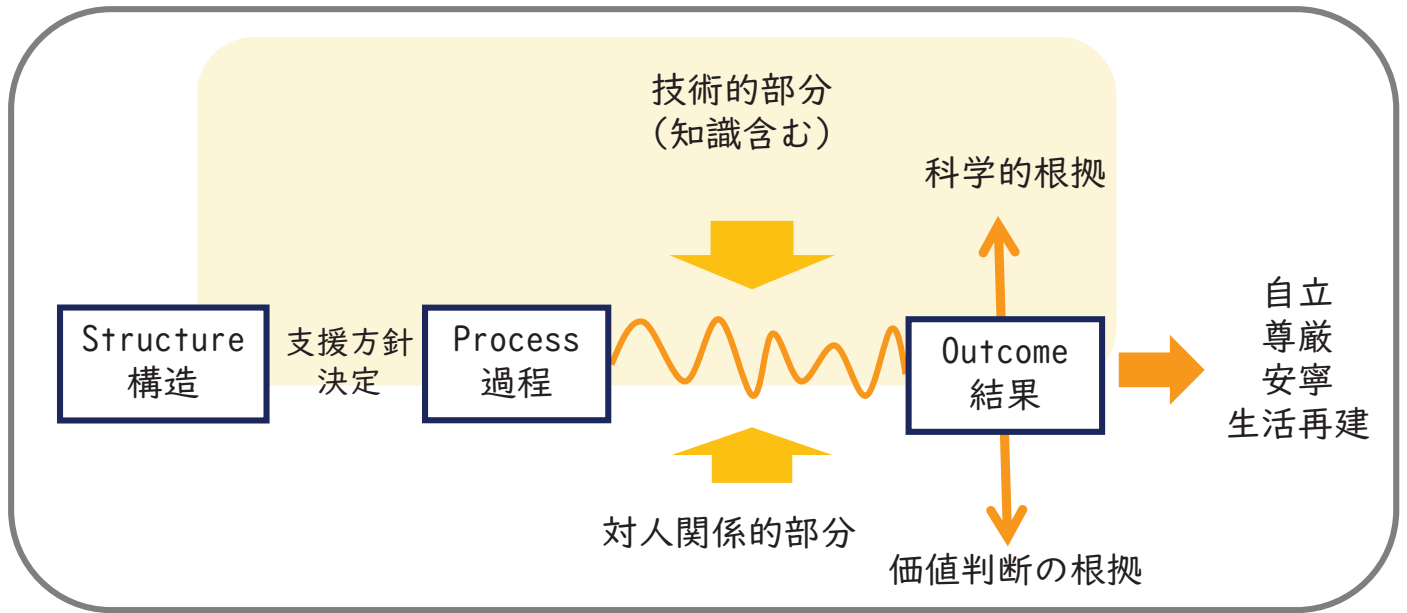 技術的部分
（知識含む）
科学的根拠
Structure
構造
支援方針
決定
Process
過程
Outcome
結果
自立
尊厳
安寧
生活再建
対人関係的部分
価値判断の根拠